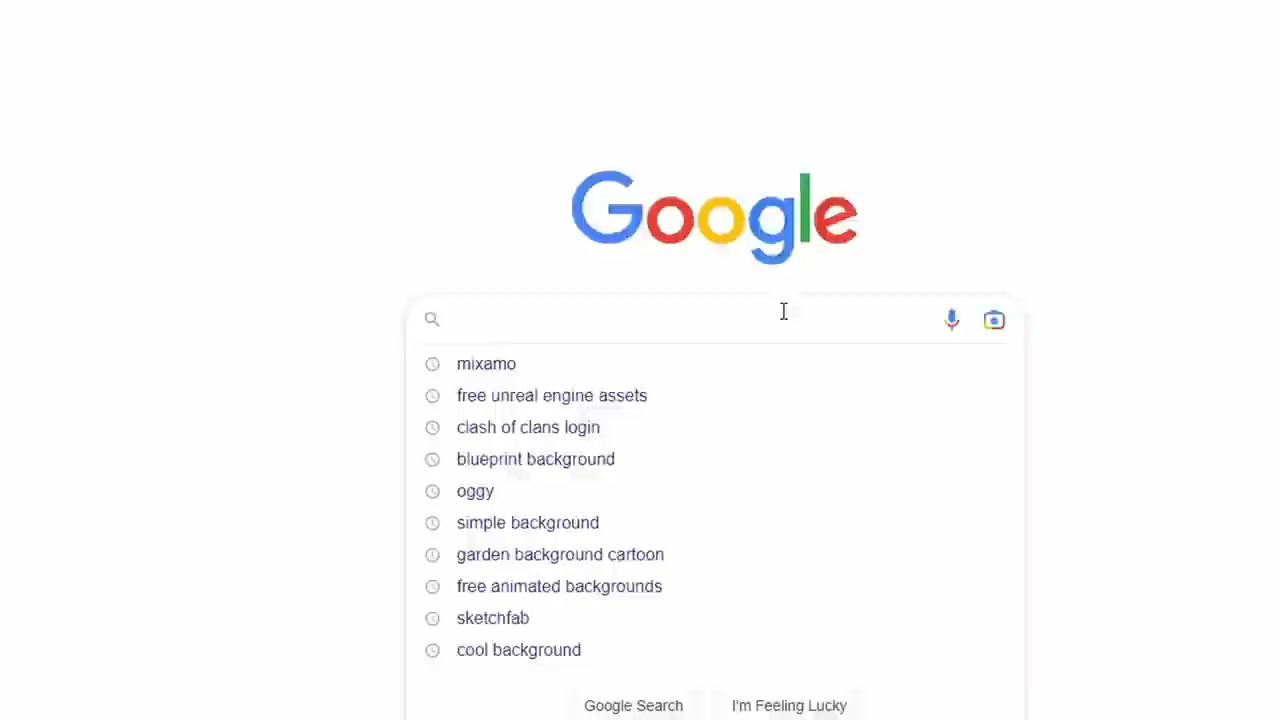 Google
mixamo
free unreal engine assets
clash of clans login
blueprint background
oggy
simple background
garden background cartoon
free animated backgrounds
sketchfab
cool background
Google Search I'm Feeling Lucky